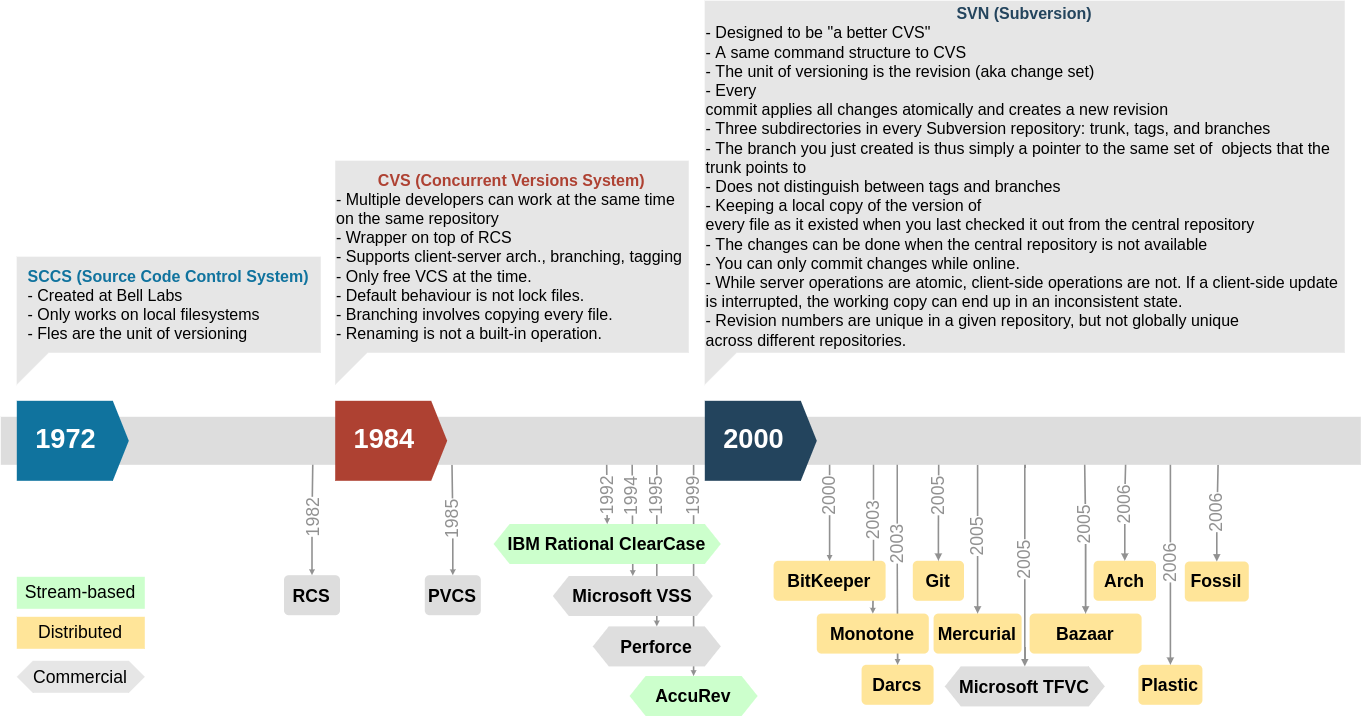 SVN (Subversion)
- Designed to be "a better CVS"
- A same command structure to CVS
- The unit of versioning is the revision (aka change set)
- Every
commit applies all changes atomically and creates a new revision
- Three subdirectories in every Subversion repository: trunk, tags, and branches
- The branch you just created is thus simply a pointer to the same set of  objects that the
trunk points to
- Does not distinguish between tags and branches
- Keeping a local copy of the version of
every file as it existed when you last checked it out from the central repository
- The changes can be done when the central repository is not available
- You can only commit changes while online.
- While server operations are atomic, client-side operations are not. If a client-side update
is interrupted, the working copy can end up in an inconsistent state.
- Revision numbers are unique in a given repository, but not globally unique
across different repositories.
CVS (Concurrent Versions System)
- Multiple developers can work at the same time
on the same repository
- Wrapper on top of RCS
- Supports client-server arch., branching, tagging
- Only free VCS at the time.
- Default behaviour is not lock files.
- Branching involves copying every file.
- Renaming is not a built-in operation.
SCCS (Source Code Control System)
- Created at Bell Labs
- Only works on local filesystems
- Fles are the unit of versioning
1972
1984
2000
1982
1985
1992
1994
1995
1999
2000
2003
2003
2005
2005
2005
2005
2006
2006
2006
IBM Rational ClearCase
BitKeeper
Git
Arch
Fossil
RCS
PVCS
Microsoft VSS
Monotone
Mercurial
Bazaar
Perforce
Darcs
Microsoft TFVC
Plastic
AccuRev
Stream-based
Distributed
Commercial